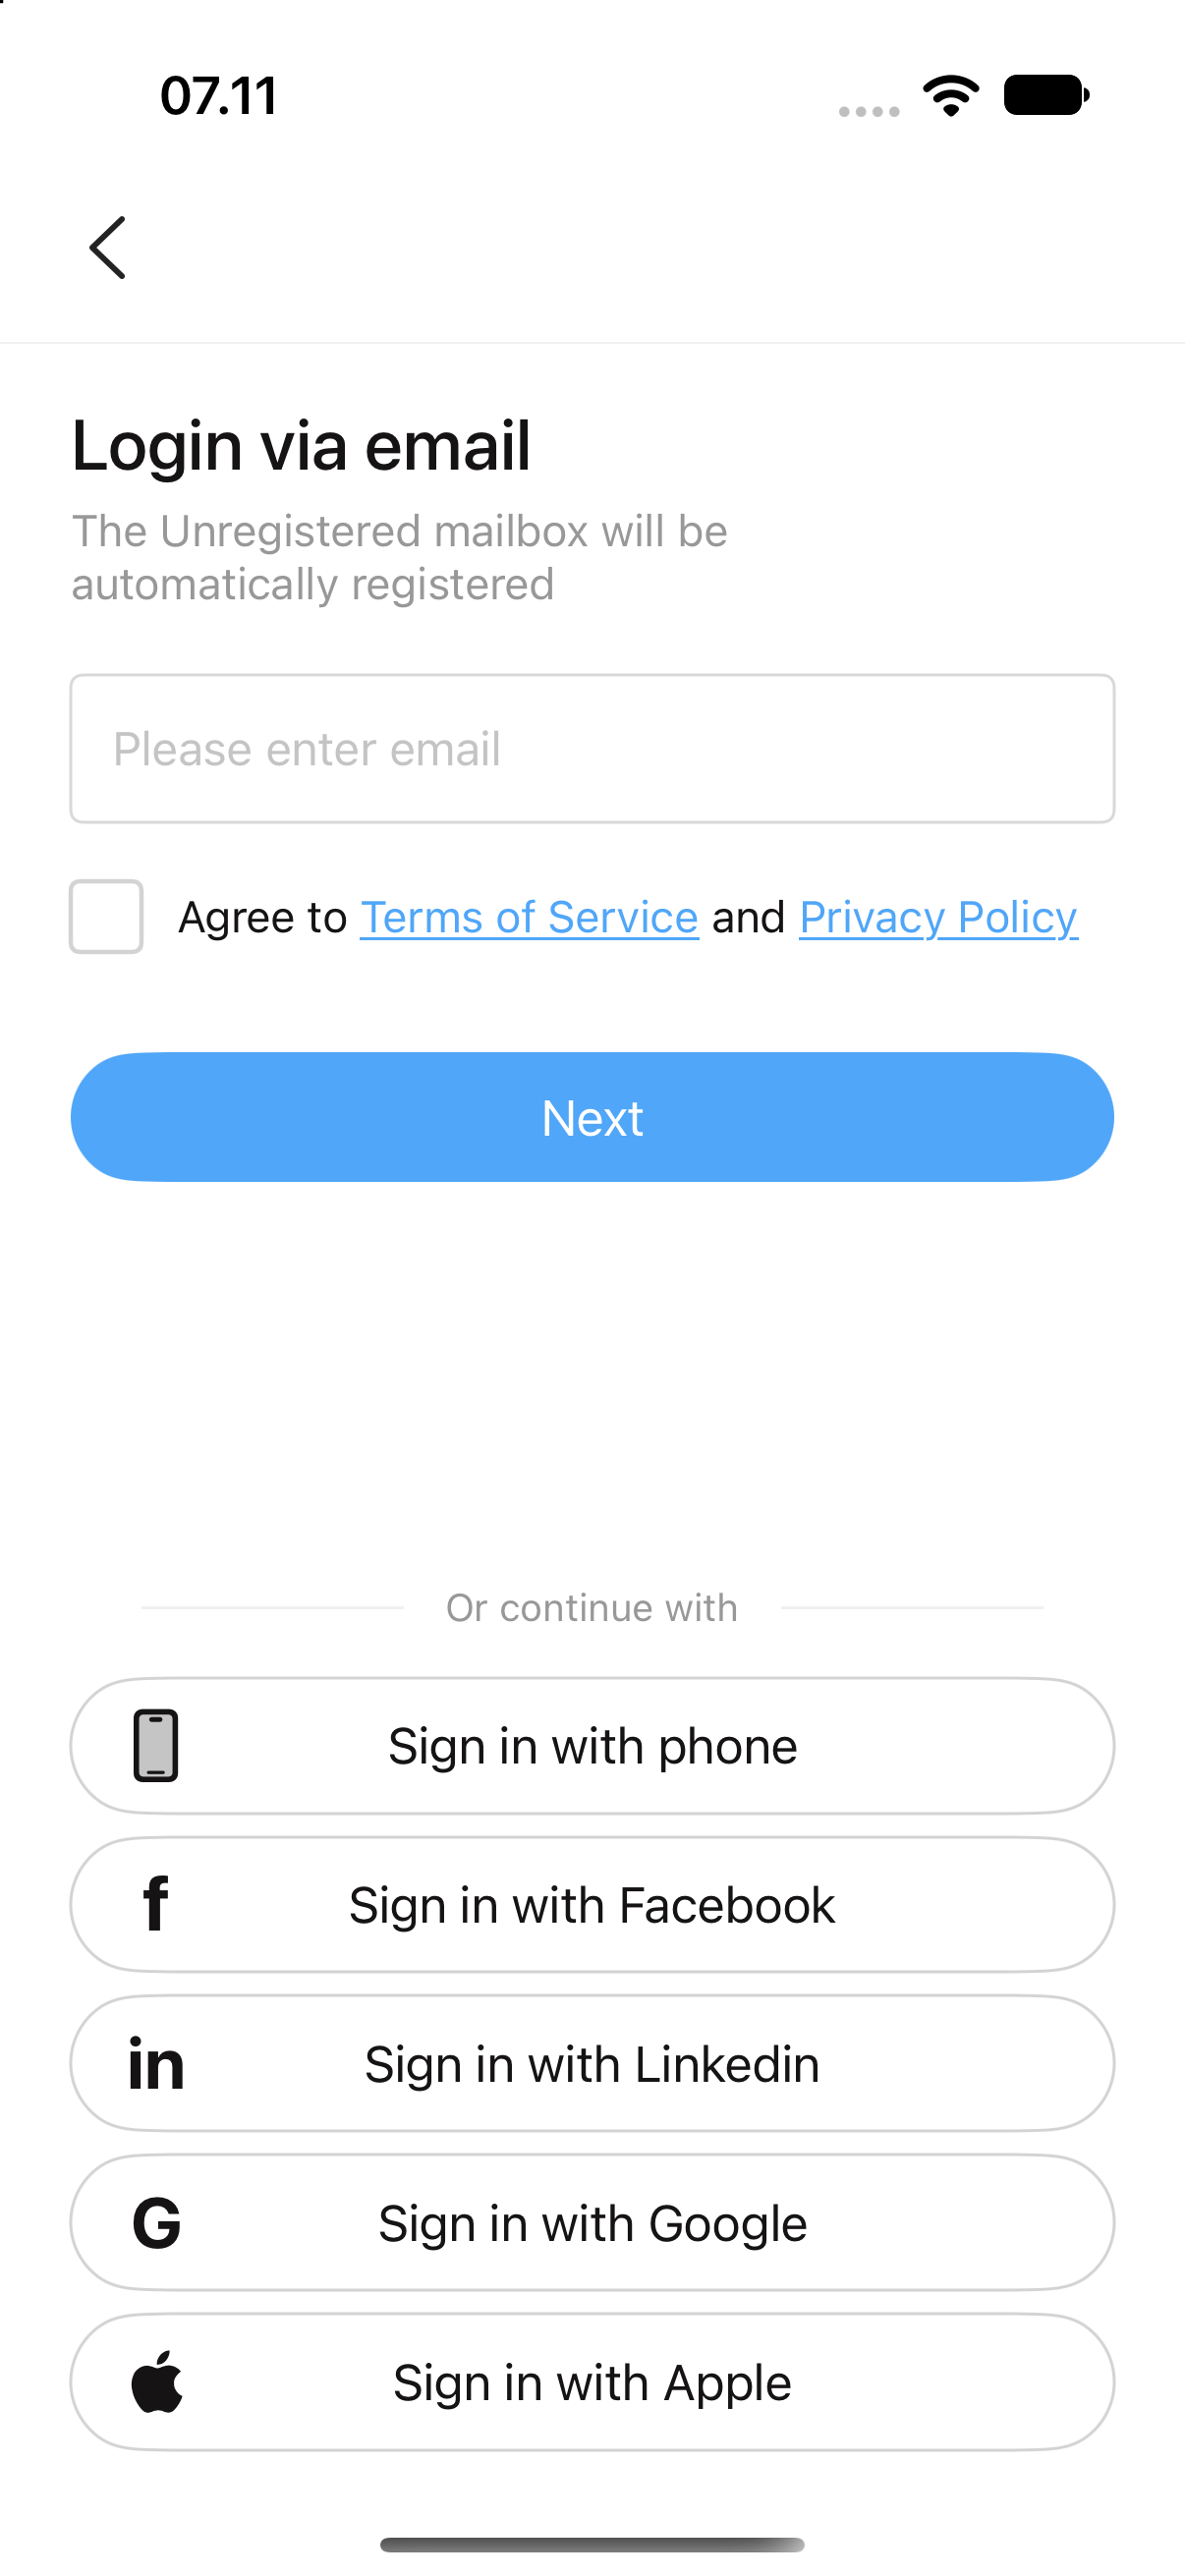 07.11
Login via email
The Unregistered mailbox will be
automatically registered
Please enter email
Agree to Terms of Service and Privacy Policy
Next
Or continue with
Sign in with phone
f Sign in with Facebook
in Sign in with Linkedin
G Sign in with Google
Sign in with Apple